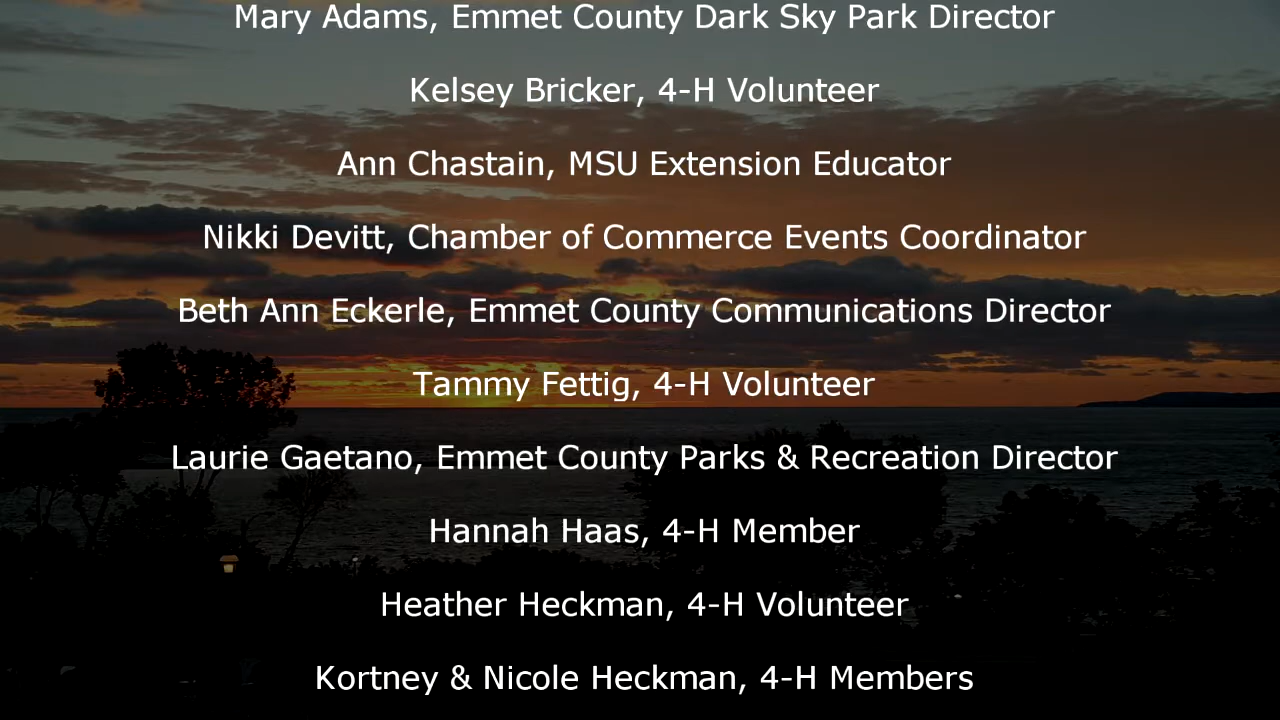 Mary Adams, Emmet County Dark Sky Park Director
Kelsey Bricker, 4-H Volunteer
Ann Chastain, MSU Extension Educator
Nikki Devitt, Chamber of Commerce Events Coordinator
Beth Ann Eckerle, Emmet County Communications Director
Tammy Fettig, 4-H Volunteer
Laurie Gaetano, Emmet County Parks & Recreation Director
Hannah Haas, 4-H Member
Heather Heckman, 4-H Volunteer
Kortney & Nicole Heckman, 4-H Members